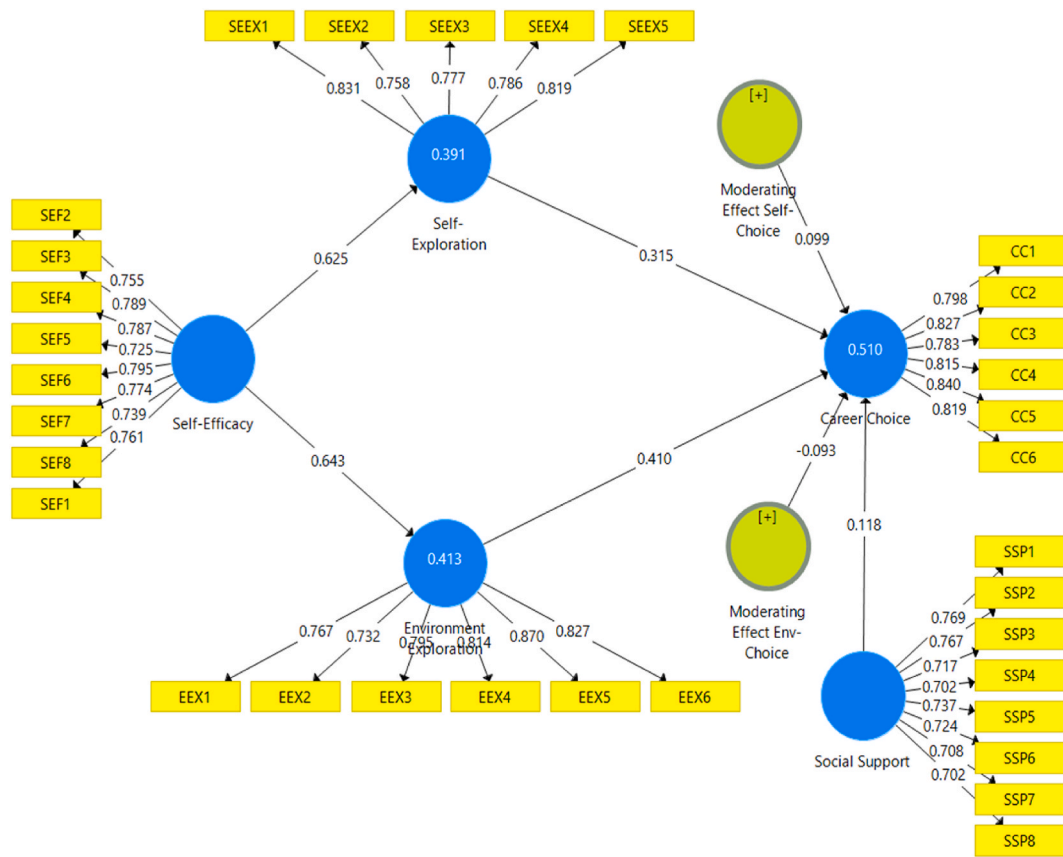 SEEX1 SEEX2 SEEX3 SEEX4 SEEX5
0.831 0.758 0.777 0.786 0.819
0.391
Self-
Exploration
[+]
Moderating
Effect Self-
Choice
0.099
SEF2
SEF3
SEF4
SEF5
SEF6
SEF7
SEF8
SEF1
0.755
0.789
0.787
0.725
0.795
0.774
0.739
0.761
Self-Efficacy
0.625
0.315
0.643
0.410
0.510
Career Choice
0.798
0.827
0.783
0.815
0.840
0.819
CC1
CC2
CC3
CC4
CC5
CC6
-0.093
[+]
Moderating
Effect Env-
Choice
0.118
0.413
Environment
Exploration
0.767 0.732 0.795 0.814 0.870 0.827
EEX1 EEX2 EEX3 EEX4 EEX5 EEX6
Social Support
0.769
0.767
0.717
0.702
0.737
0.724
0.708
0.702
SSP1
SSP2
SSP3
SSP4
SSP5
SSP6
SSP7
SSP8